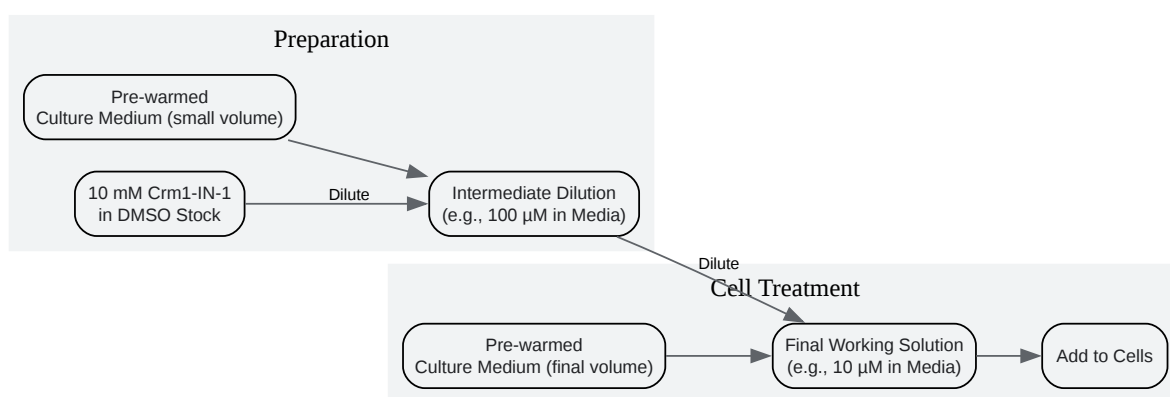 Preparation
Pre-warmed
Culture Medium (small volume)
10 mM Crm1-IN-1
in DMSO Stock
Dilute
Intermediate Dilution
(e.g., 100 µM in Media)
Dilute
Cell Treatment
Pre-warmed
Culture Medium (final volume)
Final Working Solution
(e.g., 10 µM in Media)
Add to Cells